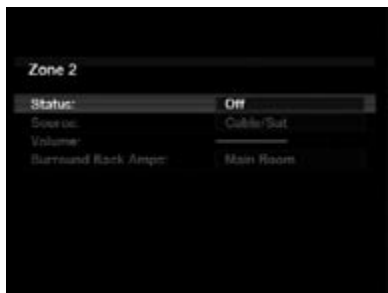 Zone 2
Status: Off
Source: Cable/Sat
Volume:
Surround Back Amps: Main Room